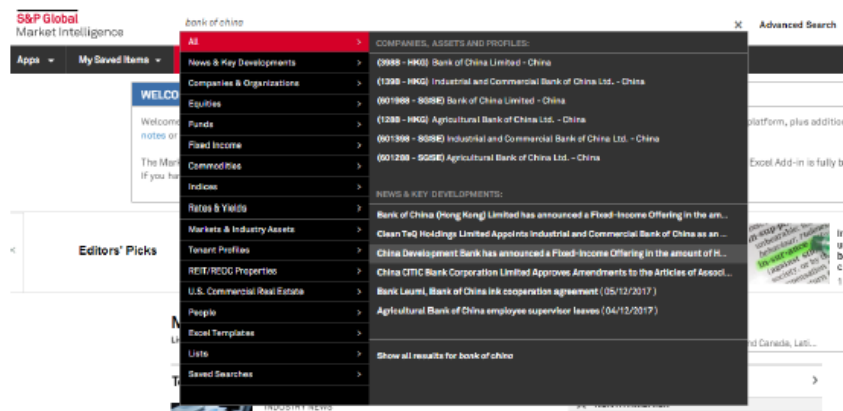 S&P Global
Market Intelligence
bank of china
Advanced Search
Apps
My Saved Items
All
News & Key Developments
Companies & Organizations
Equities
Funds
Fixed Income
Commodities
Indices
Rates & Yields
Markets & Industry Assets
Tenant Profiles
REIT/REOC Properties
U.S. Commercial Real Estate
People
Excel Templates
Lists
Saved Searches
COMPANIES, ASSETS AND PROFILES:
(3988 - HKG) Bank of China Limited - China
(1398 - HKG) Industrial and Commercial Bank of China Ltd. - China
(601988 - SGSE) Bank of China Limited - China
(1288 - HKG) Agricultural Bank of China Ltd. - China
(601398 - SGSE) Industrial and Commercial Bank of China Ltd. - China
(601288 - SGSE) Agricultural Bank of China Ltd. - China
NEWS & KEY DEVELOPMENTS:
Bank of China (Hong Kong) Limited has announced a Fixed-Income Offering in the am...
Clean TeQ Holdings Limited Appoints Industrial and Commercial Bank of China as an ...
China Development Bank has announced a Fixed-Income Offering in the amount of H...
China CITIC Bank Corporation Limited Approves Amendments to the Articles of Associ...
Bank Leumi, Bank of China ink cooperation agreement (05/12/2017)
Agricultural Bank of China employee supervisor leaves (04/12/2017)
Show all results for bank of china
WELCO
Welcome
notes or
The Mar
If you ha
platform, plus additio
Excel Add-in is fully b
Editors' Picks
nd Canada, Lati...
INDUSTRY NEWS